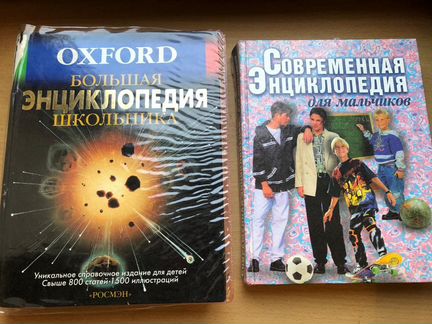 OXFORD
БОЛЬШАЯ
ЭНЦИКЛОПЕДИЯ
ШКОЛЬНИКА
Уникальное справочное издание для детей
Свыше 800 статей·1500 иллюстраций
«РОСМЭН»
СОВРЕМЕННАЯ
ЭНЦИКЛОПЕДИЯ
для мальчиков